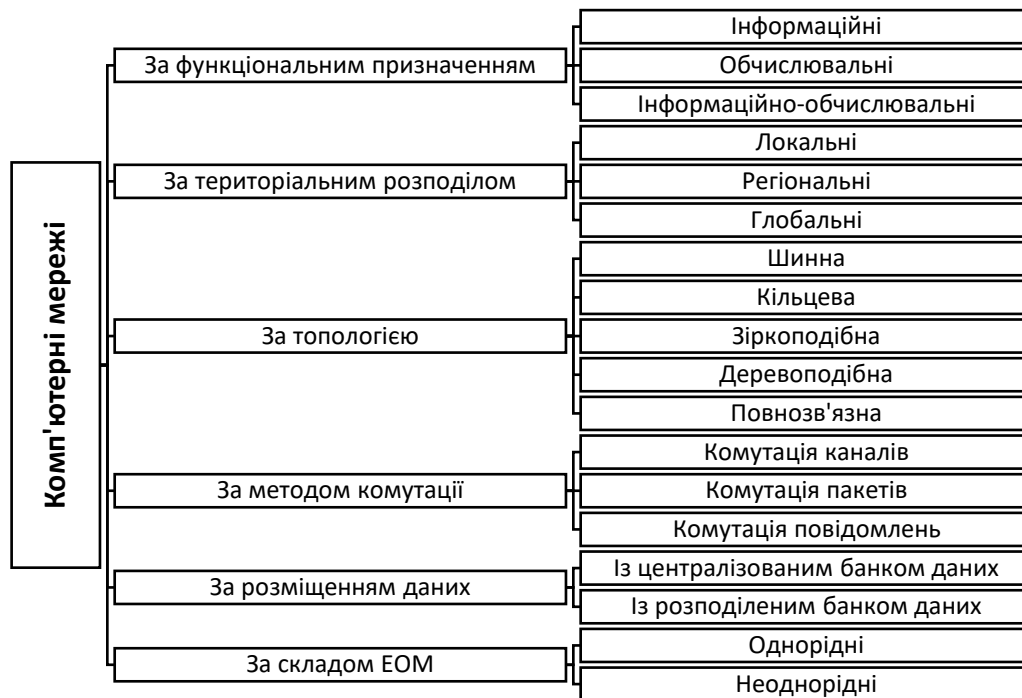 Комп'ютерні мережі
За функціональним призначенням
Інформаційні
Обчислювальні
Інформаційно-обчислювальні
За територіальним розподілом
Локальні
Регіональні
Глобальні
За топологією
Шинна
Кільцева
Зіркоподібна
Деревоподібна
Повнозв'язна
За методом комутації
Комутація каналів
Комутація пакетів
Комутація повідомлень
За розміщенням даних
Із централізованим банком даних
Із розподіленим банком даних
За складом ЕОМ
Однорідні
Неоднорідні